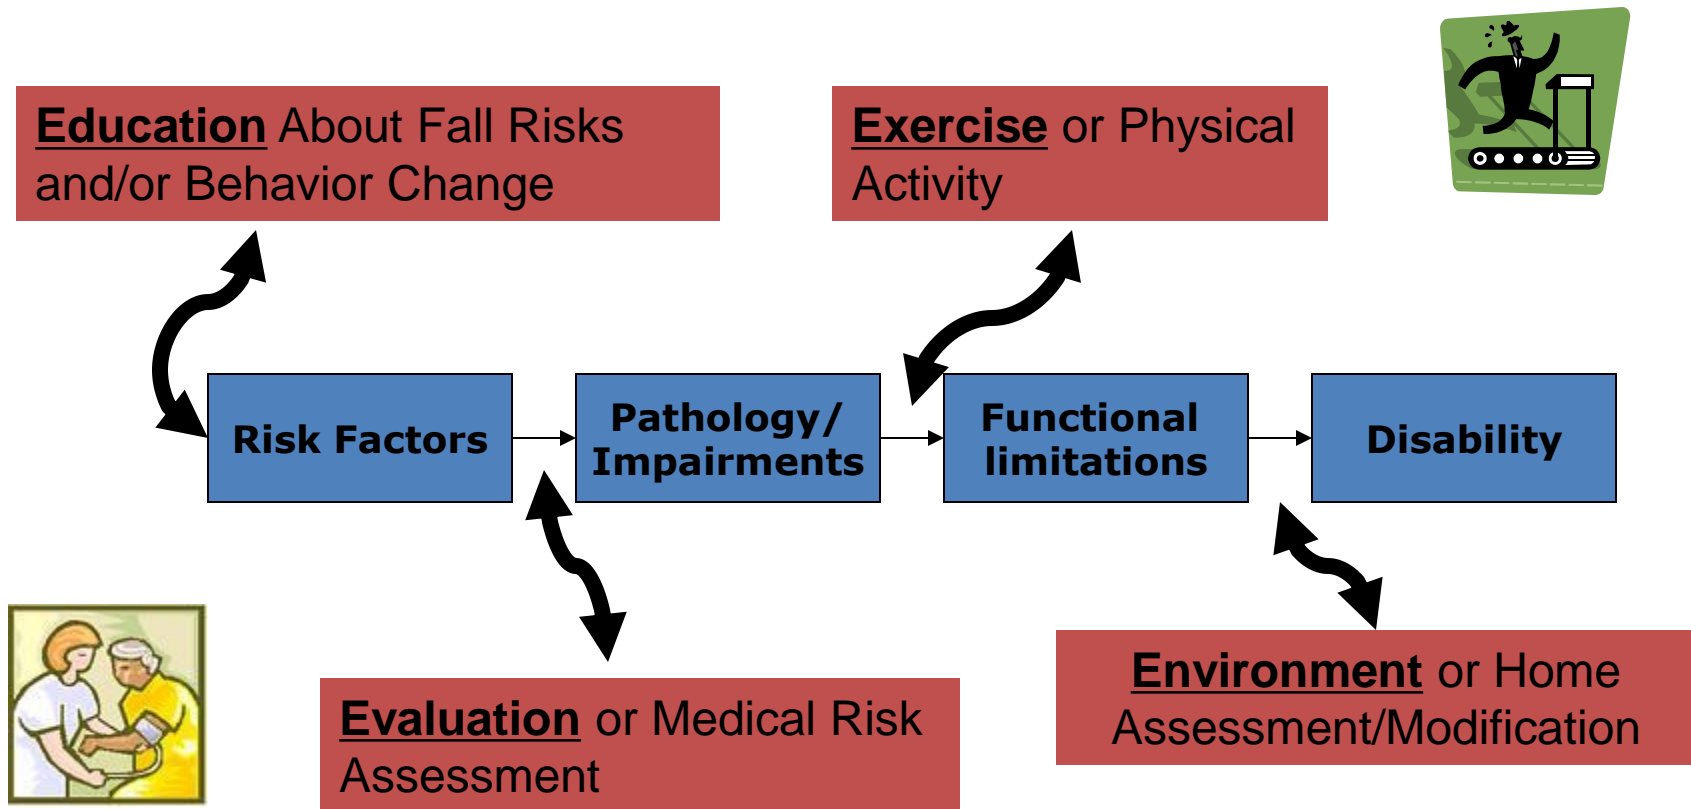 Education About Fall Risks
and/or Behavior Change
Exercise or Physical
Activity
Risk Factors
Pathology/
Impairments
Functional
limitations
Disability
Evaluation or Medical Risk
Assessment
Environment or Home
Assessment/Modification